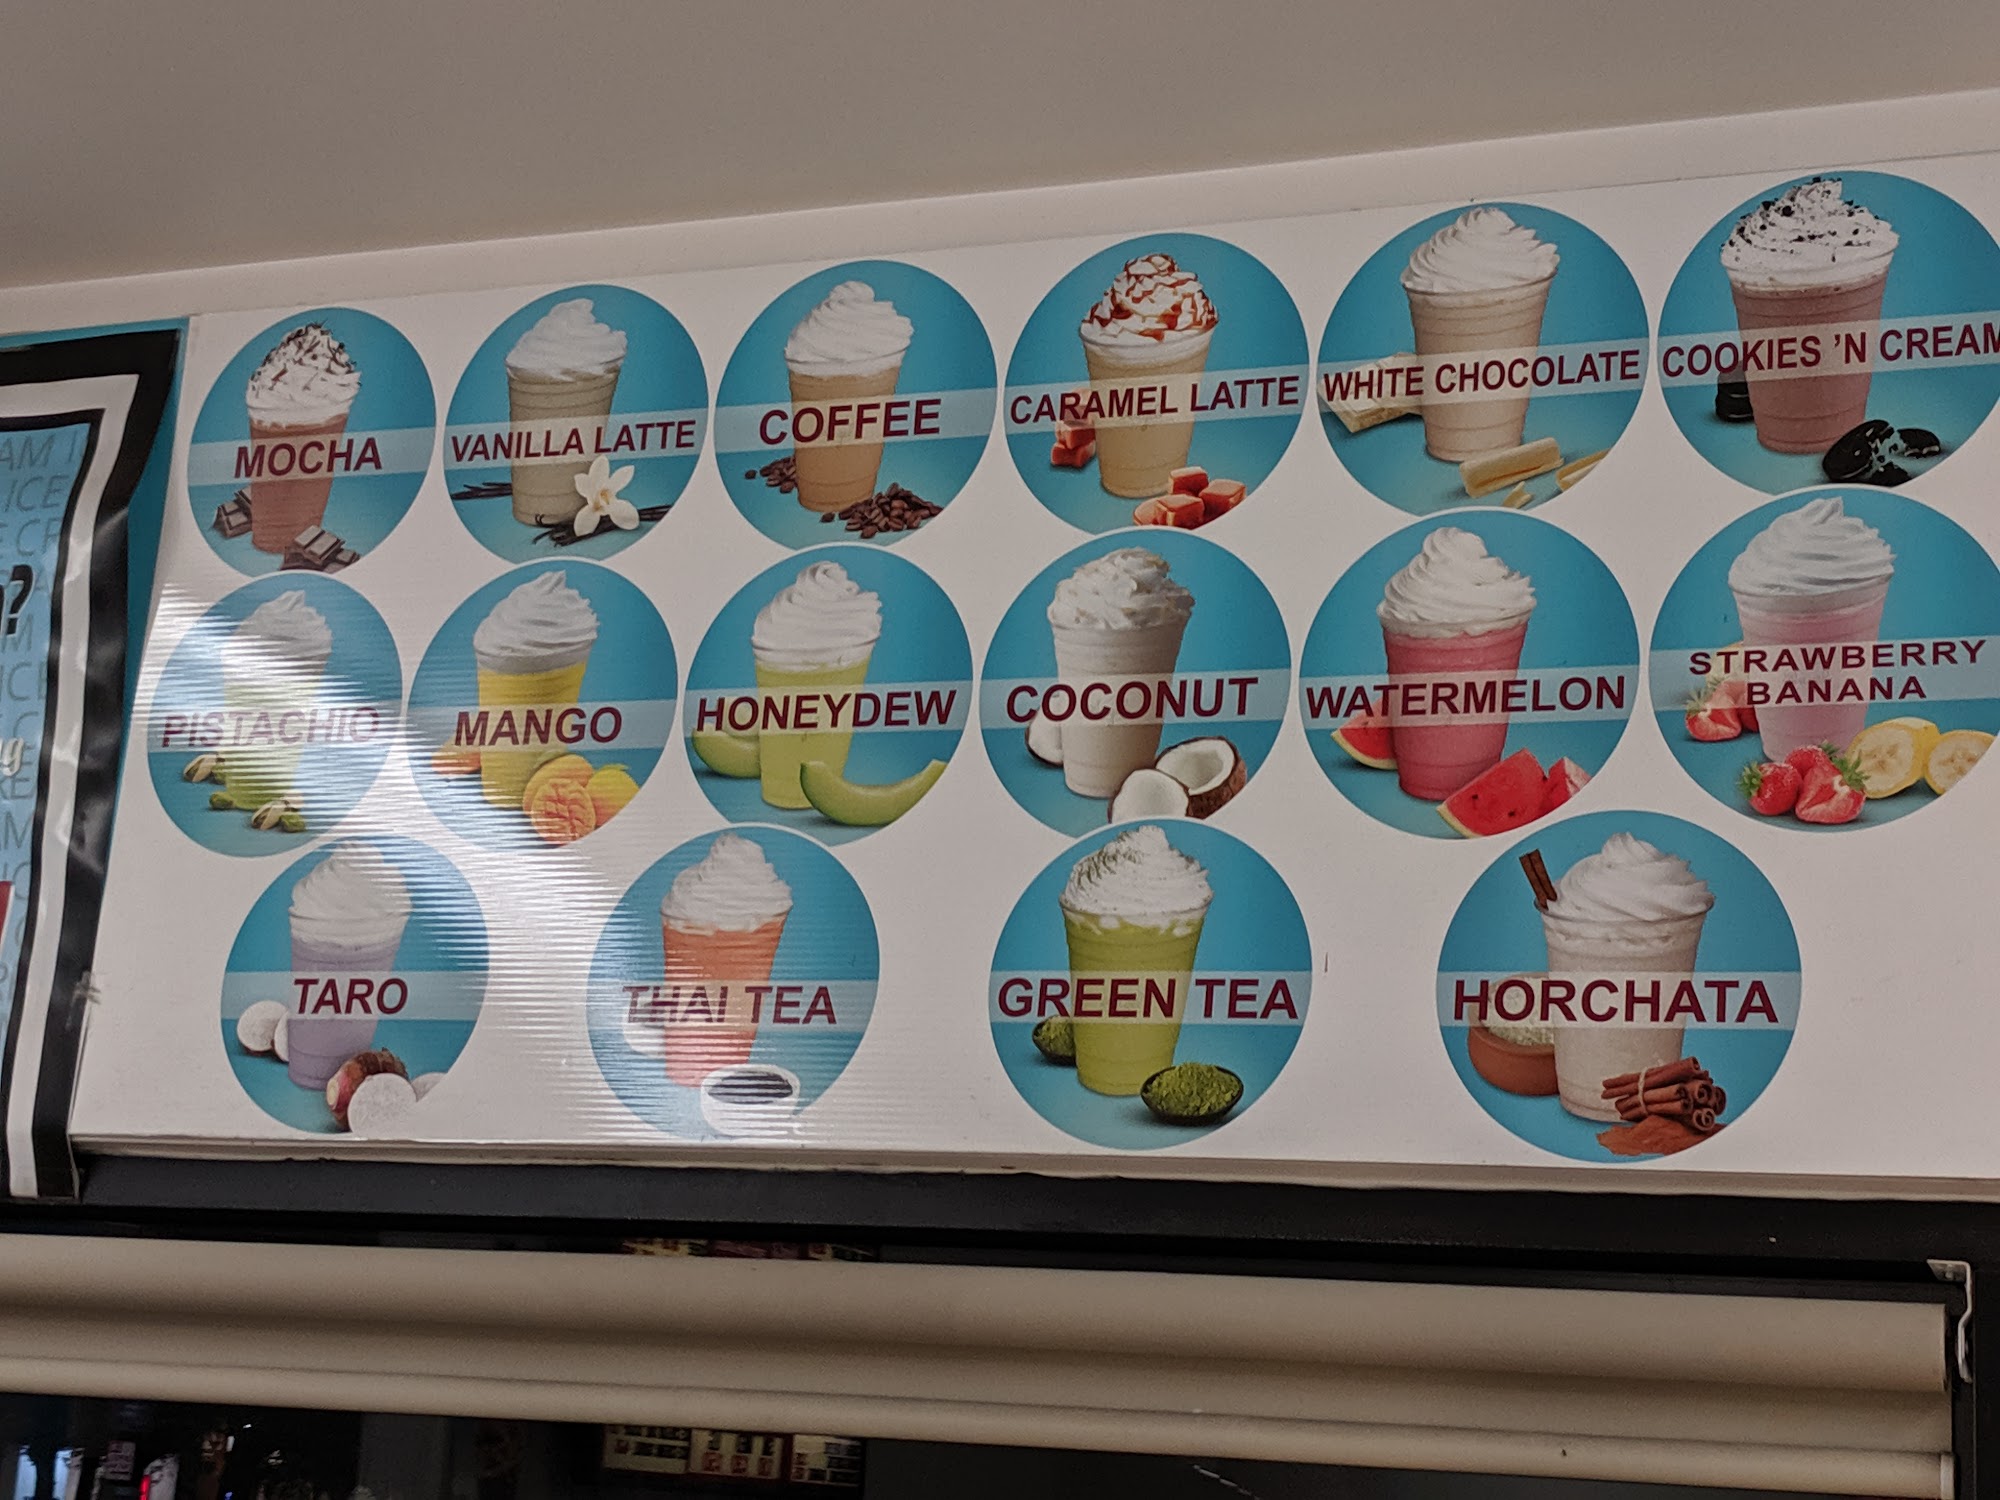 MOCHA
VANILLA LATTE
COFFEE
CARAMEL LATTE
WHITE CHOCOLATE
COOKIES 'N CREAM
PISTACHIO
MANGO
HONEYDEW
COCONUT
WATERMELON
STRAWBERRY
BANANA
TARO
THAI TEA
GREEN TEA
HORCHATA